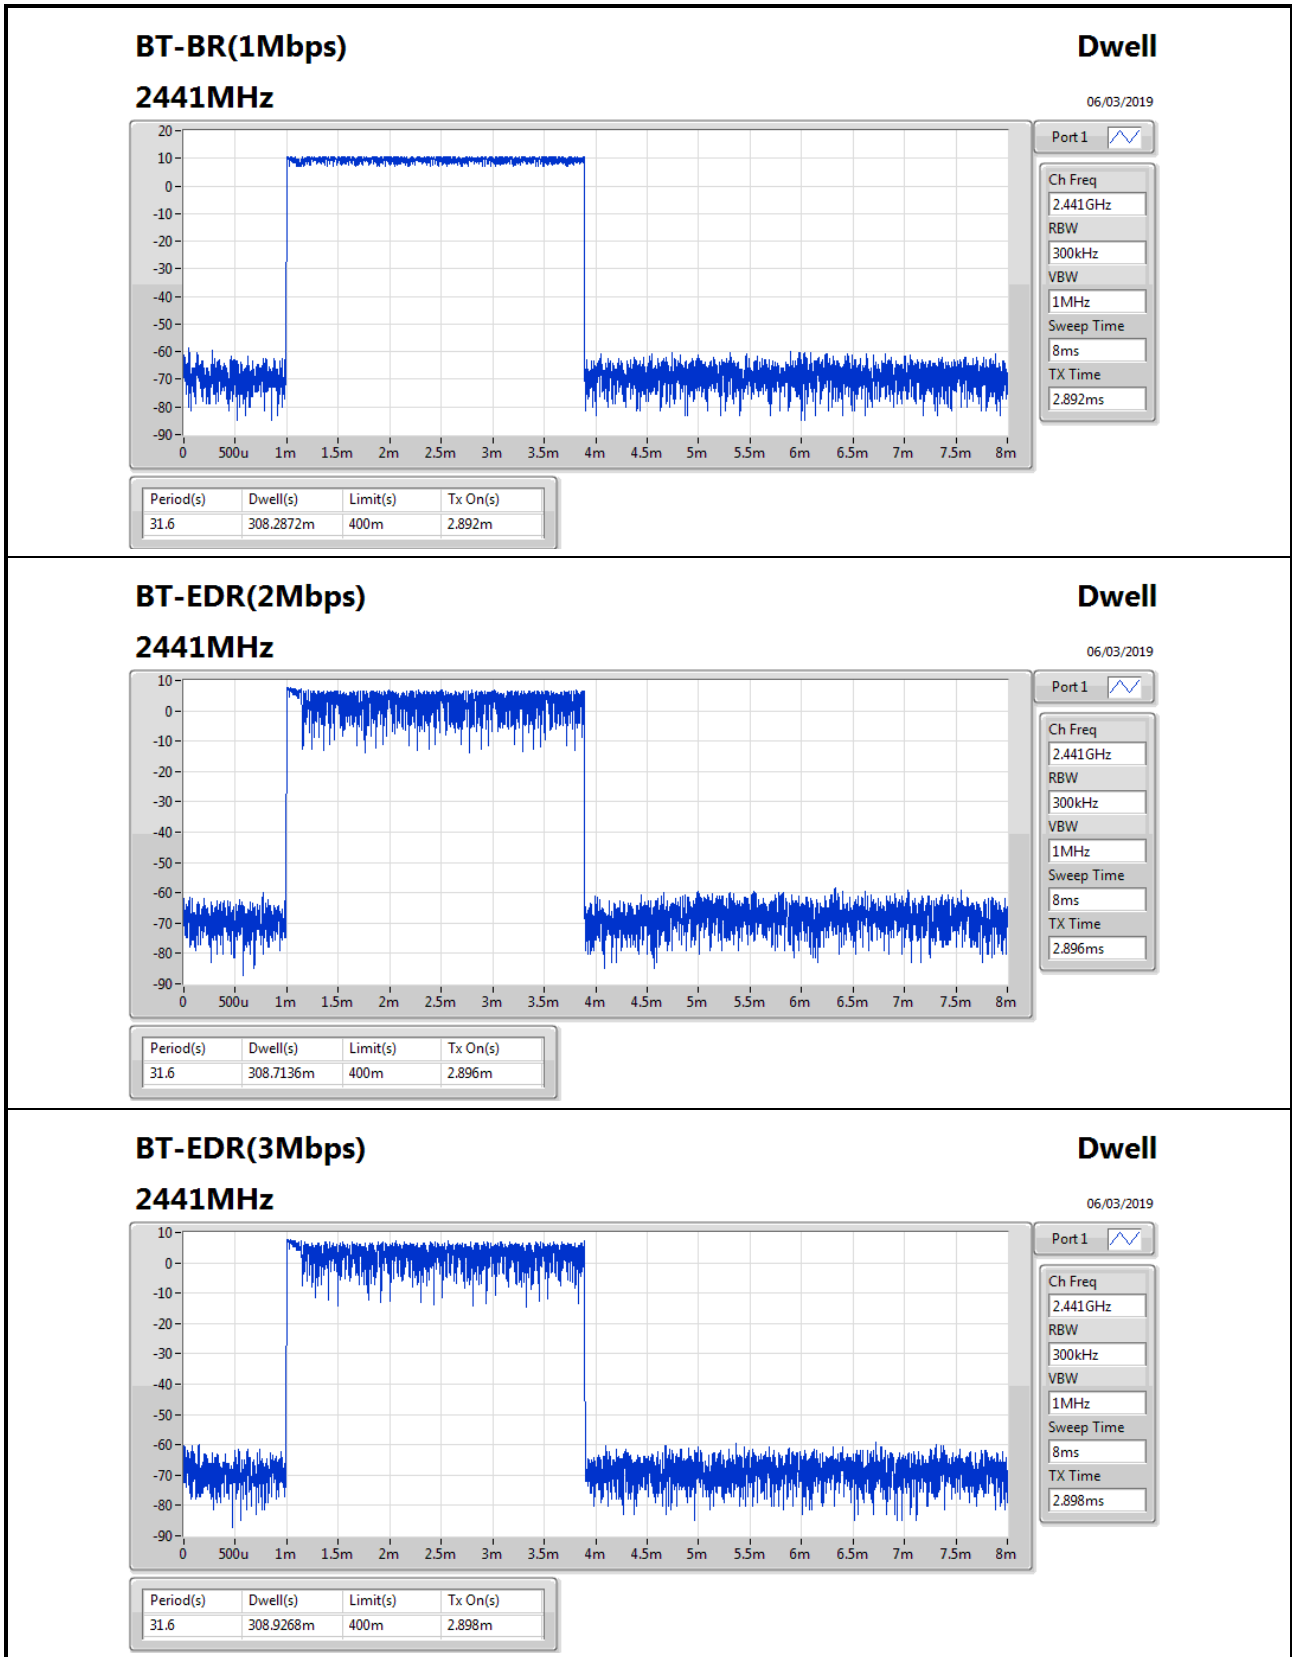 BT-BR(1Mbps) Dwell
2441MHz 06/03/2019
20
10
0
-10
-20
-30
-40
-50
-60
-70
-80
-90
0 500u 1m 1.5m 2m 2.5m 3m 3.5m 4m 4.5m 5m 5.5m 6m 6.5m 7m 7.5m 8m
Port 1
Ch Freq
2.441GHz
RBW
300kHz
VBW
1MHz
Sweep Time
8ms
TX Time
2.892ms
Period(s) Dwell(s) Limit(s) Tx On(s)
31.6 308.2872m 400m 2.892m
BT-EDR(2Mbps) Dwell
2441MHz 06/03/2019
10
0
-10
-20
-30
-40
-50
-60
-70
-80
-90
0 500u 1m 1.5m 2m 2.5m 3m 3.5m 4m 4.5m 5m 5.5m 6m 6.5m 7m 7.5m 8m
Port 1
Ch Freq
2.441GHz
RBW
300kHz
VBW
1MHz
Sweep Time
8ms
TX Time
2.896ms
Period(s) Dwell(s) Limit(s) Tx On(s)
31.6 308.7136m 400m 2.896m
BT-EDR(3Mbps) Dwell
2441MHz 06/03/2019
10
0
-10
-20
-30
-40
-50
-60
-70
-80
-90
0 500u 1m 1.5m 2m 2.5m 3m 3.5m 4m 4.5m 5m 5.5m 6m 6.5m 7m 7.5m 8m
Port 1
Ch Freq
2.441GHz
RBW
300kHz
VBW
1MHz
Sweep Time
8ms
TX Time
2.898ms
Period(s) Dwell(s) Limit(s) Tx On(s)
31.6 308.9268m 400m 2.898m